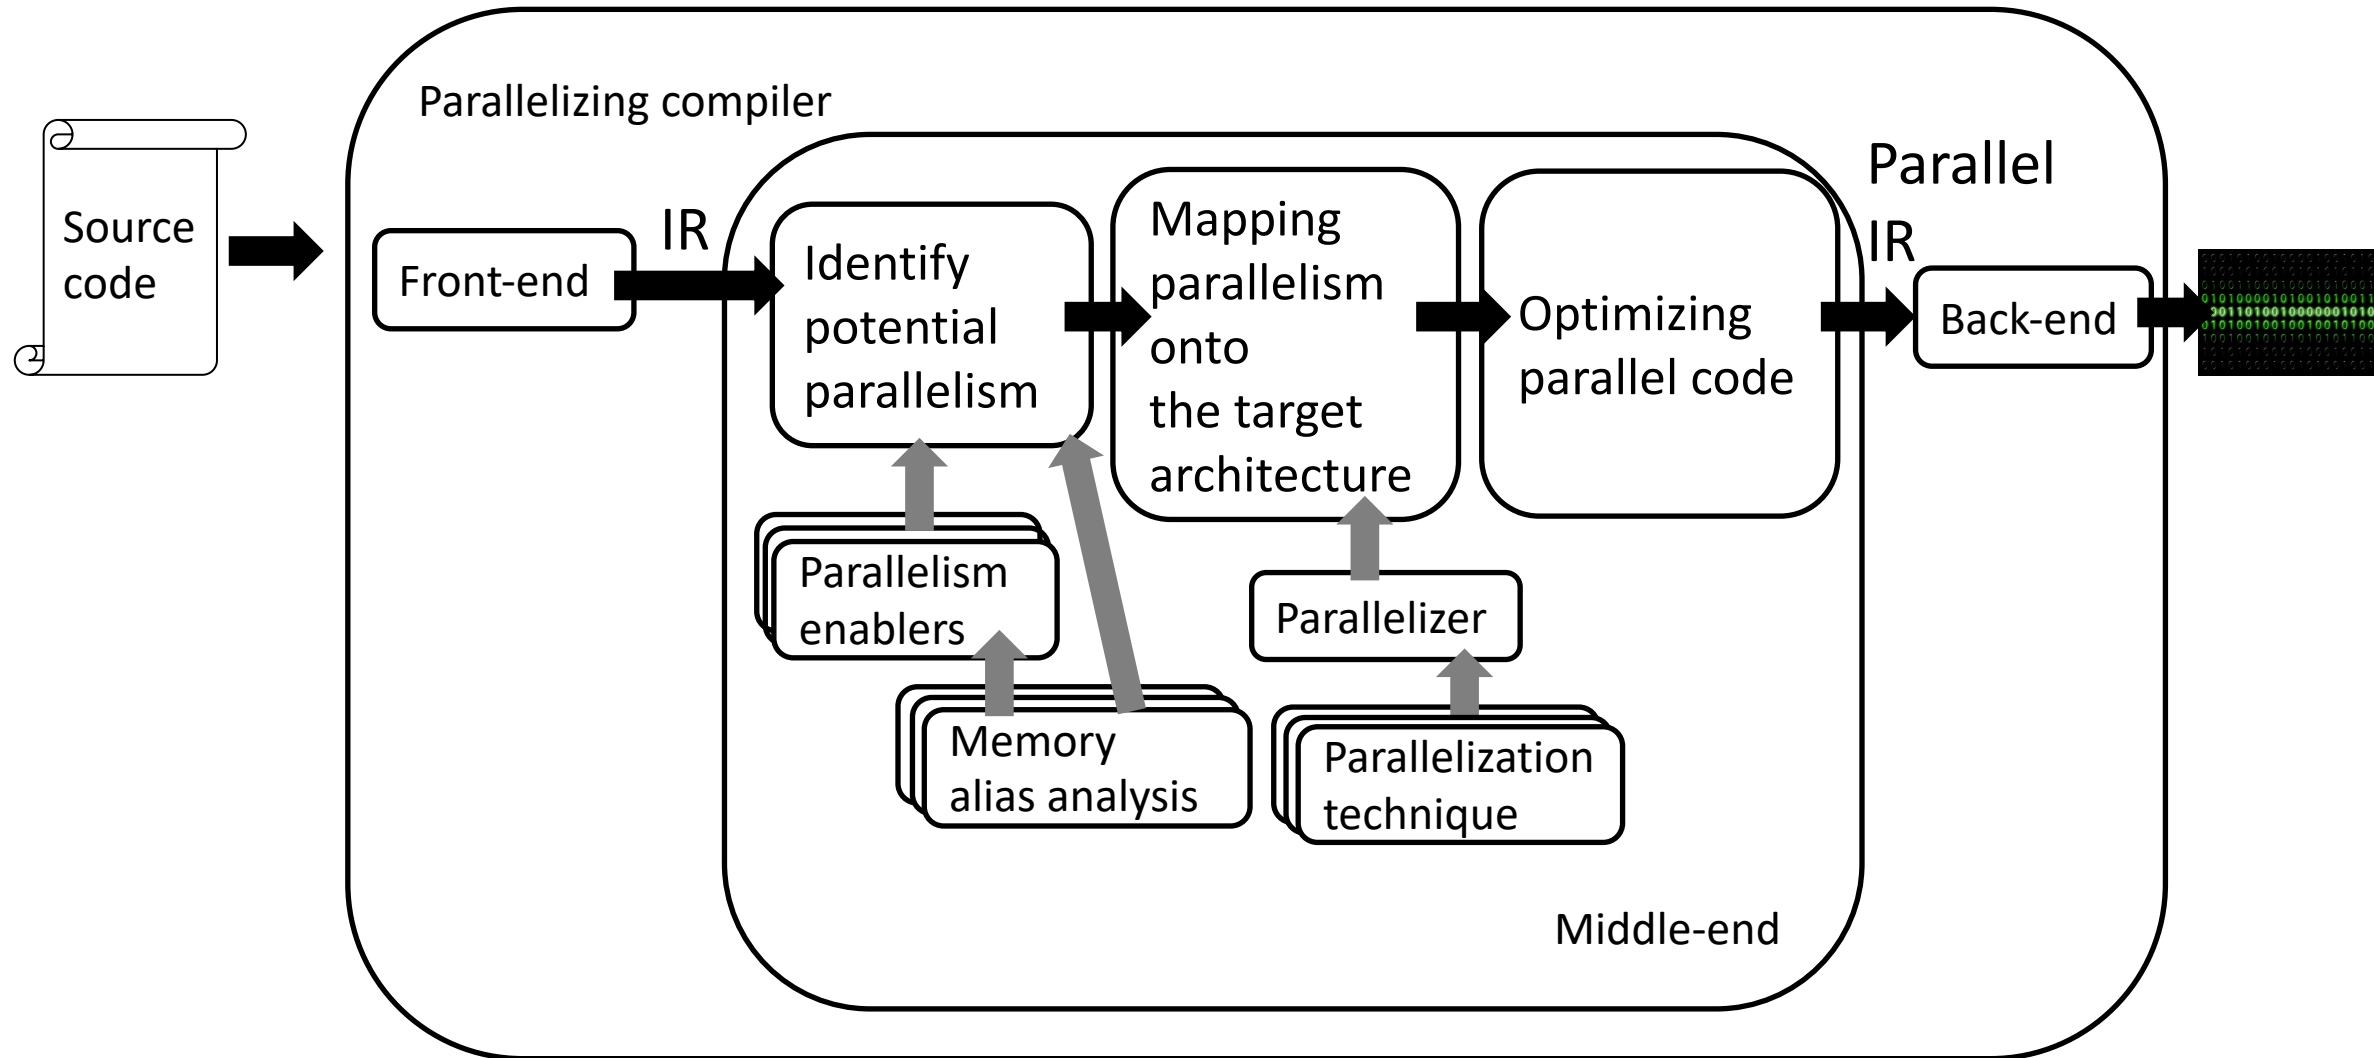 Parallelizing compiler
Source
code
Front-end
IR
Identify
potential
parallelism
Mapping
parallelism
onto
the target
architecture
Optimizing
parallel code
Parallel
IR
Back-end
Parallelism
enablers
Memory
alias analysis
Parallelizer
Parallelization
technique
Middle-end